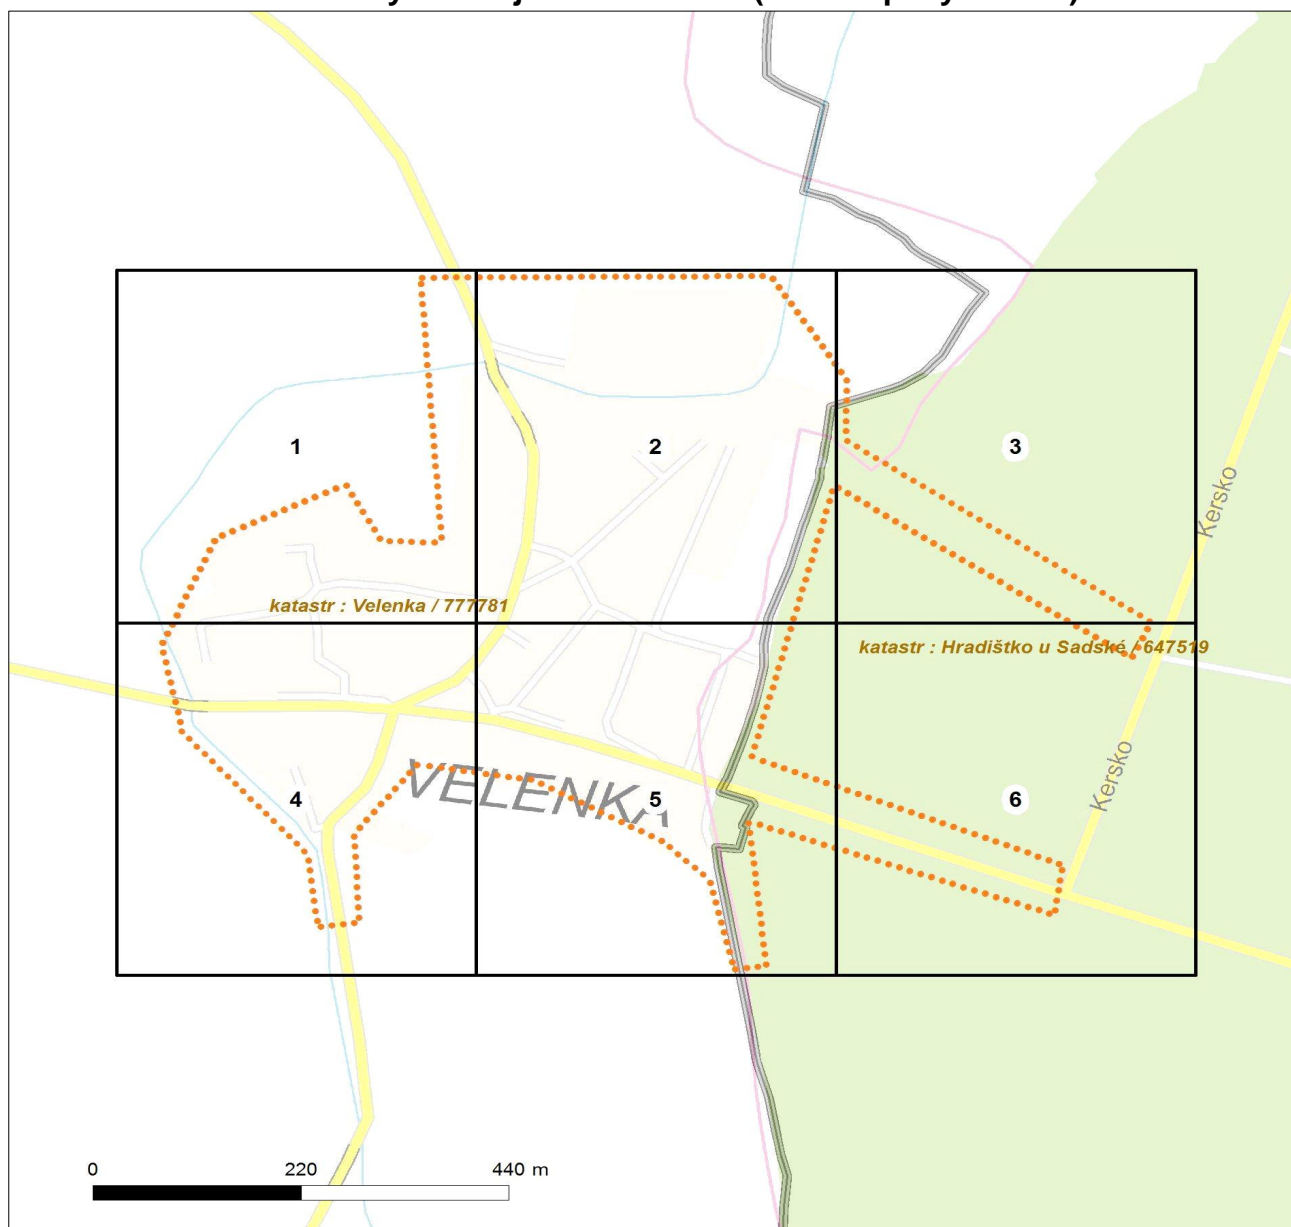 1
2
3
Kersko
katastr : Velenka / 777781
katastr : Hradištko u Sadské / 647519
Kersko
VELENKA
4
5
6
0 220 440 m